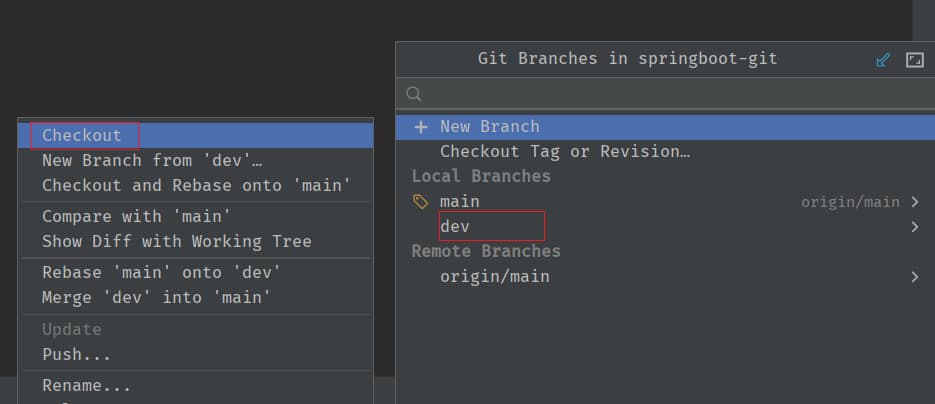 Git Branches in springboot-git
New Branch
Checkout Tag or Revision…
Local Branches
main origin/main
dev
Remote Branches
origin/main
Checkout
New Branch from 'dev'…
Checkout and Rebase onto 'main'
Compare with 'main'
Show Diff with Working Tree
Rebase 'main' onto 'dev'
Merge 'dev' into 'main'
Update
Push...
Rename...